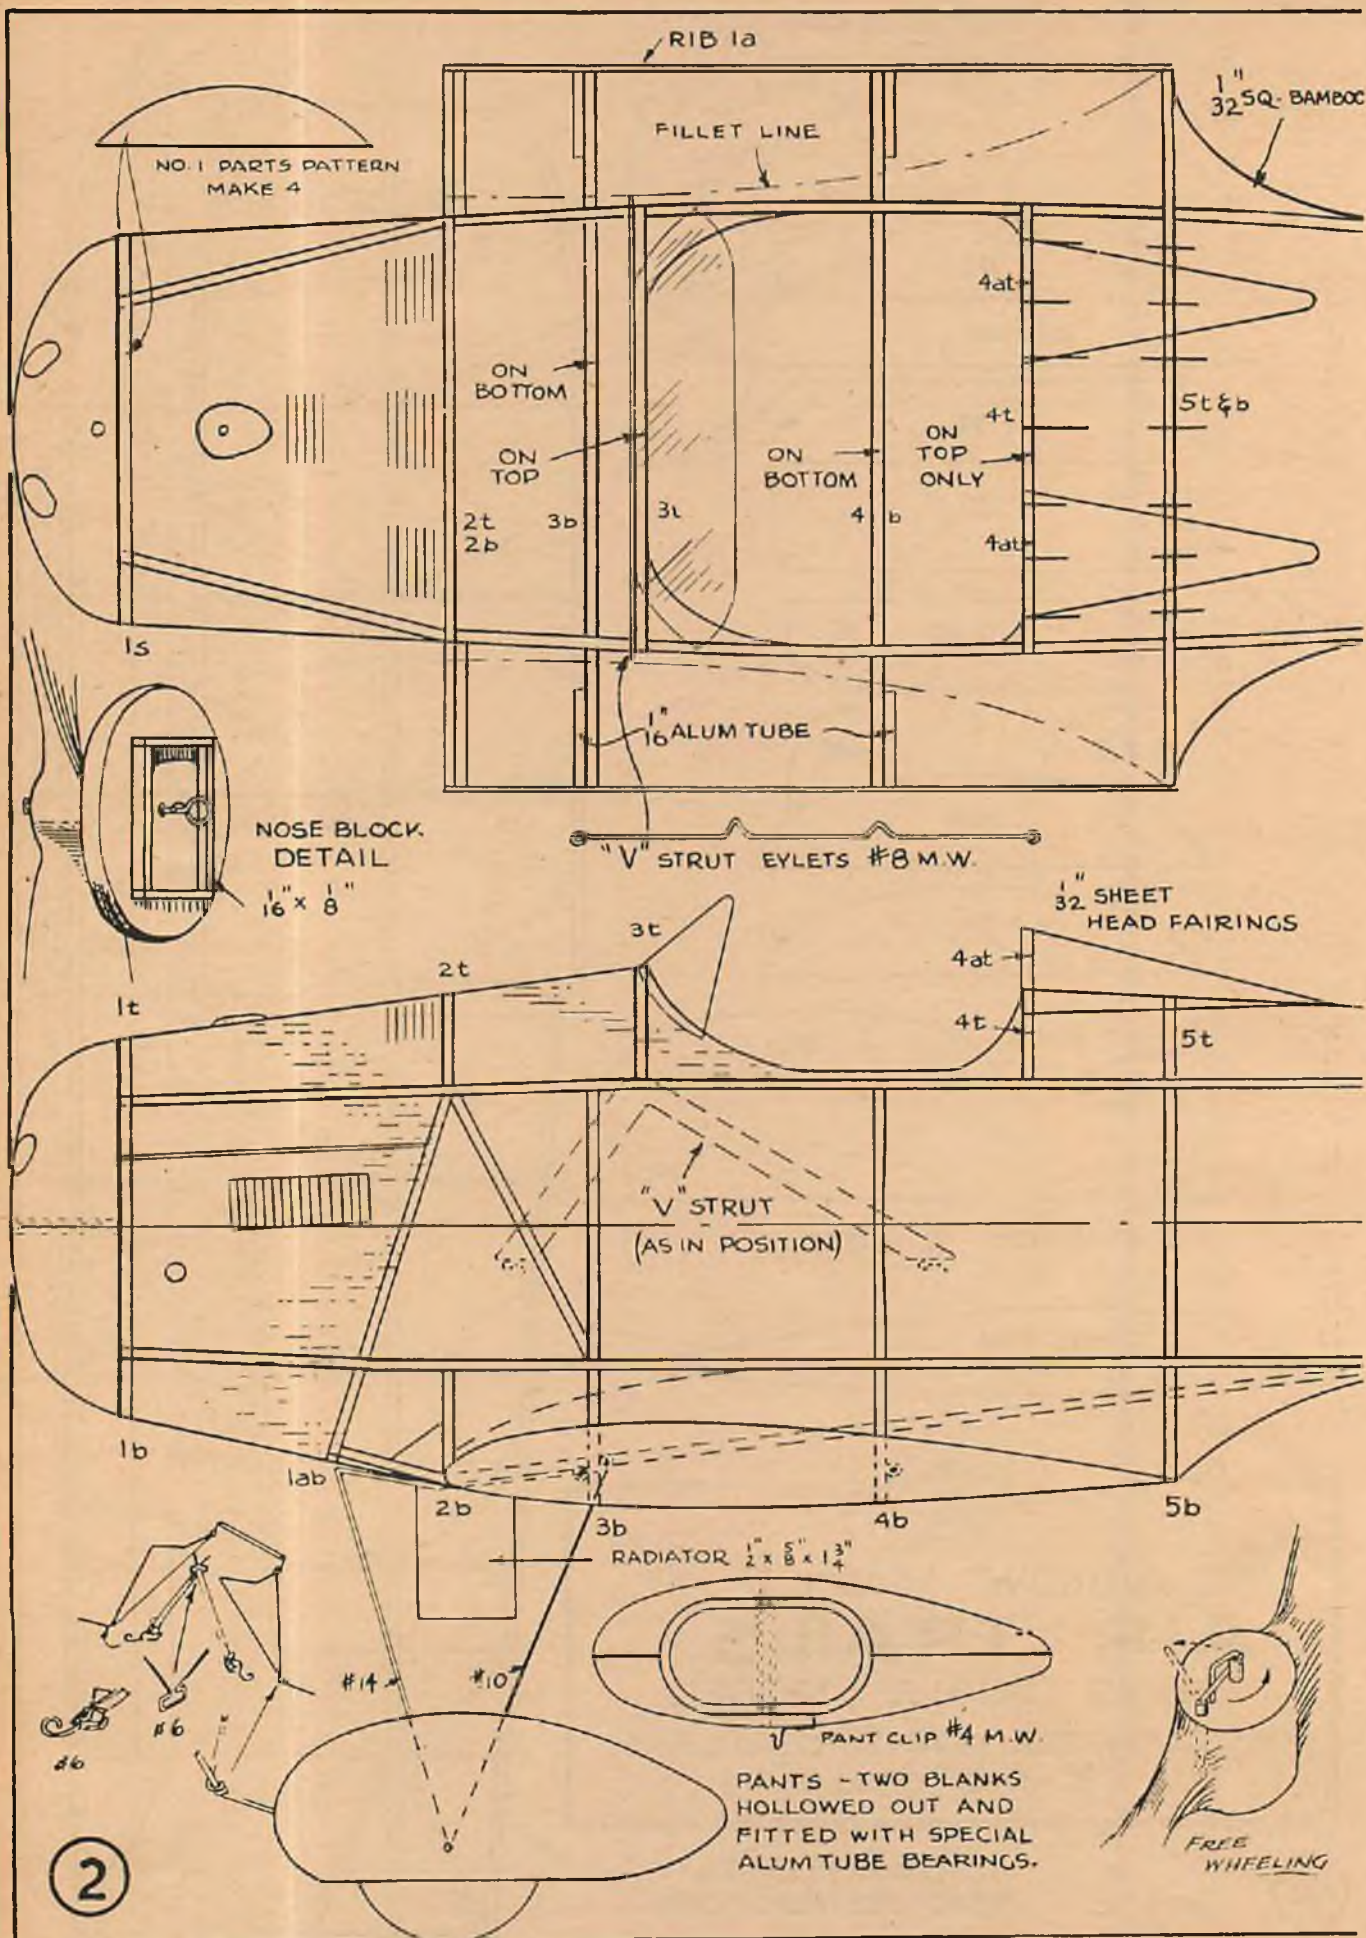 RIB 1a
1/32" SQ. BAMBOO
FILLET LINE
NO. 1 PARTS PATTERN
MAKE 4
4at
ON
BOTTOM
ON
TOP
4t
ON
TOP
ONLY
5t & b
ON
BOTTOM
2t
2b
3b
3t
4 b
4at
1s
1/16" ALUM TUBE
NOSE BLOCK
DETAIL
1/16" x 1/8"
"V" STRUT EYLETS #8 M.W.
1/32" SHEET
HEAD FAIRINGS
3t
4at
2t
1t
4t
5t
"V" STRUT
(AS IN POSITION)
1b
1ab
2b
3b
4b
5b
RADIATOR 1/2" x 5/8" x 1 3/4"
#14
#10
#6
#6
PANT CLIP #4 M.W.
PANTS - TWO BLANKS
HOLLOWED OUT AND
FITTED WITH SPECIAL
ALUM TUBE BEARINGS.
FREE
WHEELING
2